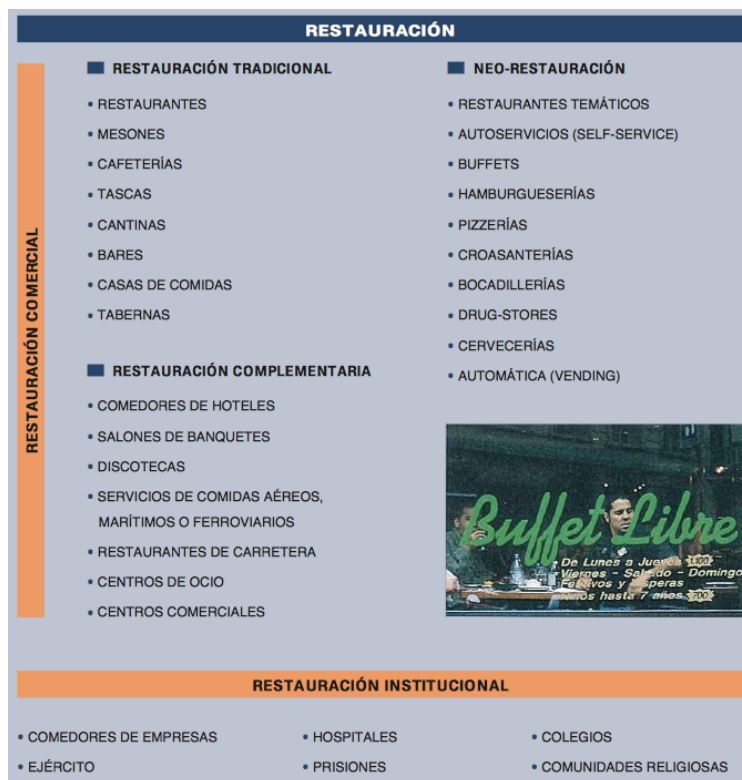 RESTAURACIÓN
RESTAURACIÓN COMERCIAL
RESTAURACIÓN TRADICIONAL
• RESTAURANTES
• MESONES
• CAFETERÍAS
• TASCAS
• CANTINAS
• BARES
• CASAS DE COMIDAS
• TABERNAS
RESTAURACIÓN COMPLEMENTARIA
• COMEDORES DE HOTELES
• SALONES DE BANQUETES
• DISCOTECAS
• SERVICIOS DE COMIDAS AÉREOS,
MARÍTIMOS O FERROVIARIOS
• RESTAURANTES DE CARRETERA
• CENTROS DE OCIO
• CENTROS COMERCIALES
NEO-RESTAURACIÓN
• RESTAURANTES TEMÁTICOS
• AUTOSERVICIOS (SELF-SERVICE)
• BUFFETS
• HAMBURGUESERÍAS
• PIZZERÍAS
• CROASANTERÍAS
• BOCADILLERÍAS
• DRUG-STORES
• CERVECERÍAS
• AUTOMÁTICA (VENDING)
Buffet Libre
De Lunes a Jueves 1.100
Viernes - Sabado - Domingo
Festivos y Vísperas
Niños hasta 7 años 700
RESTAURACIÓN INSTITUCIONAL
• COMEDORES DE EMPRESAS
• HOSPITALES
• COLEGIOS
• EJÉRCITO
• PRISIONES
• COMUNIDADES RELIGIOSAS